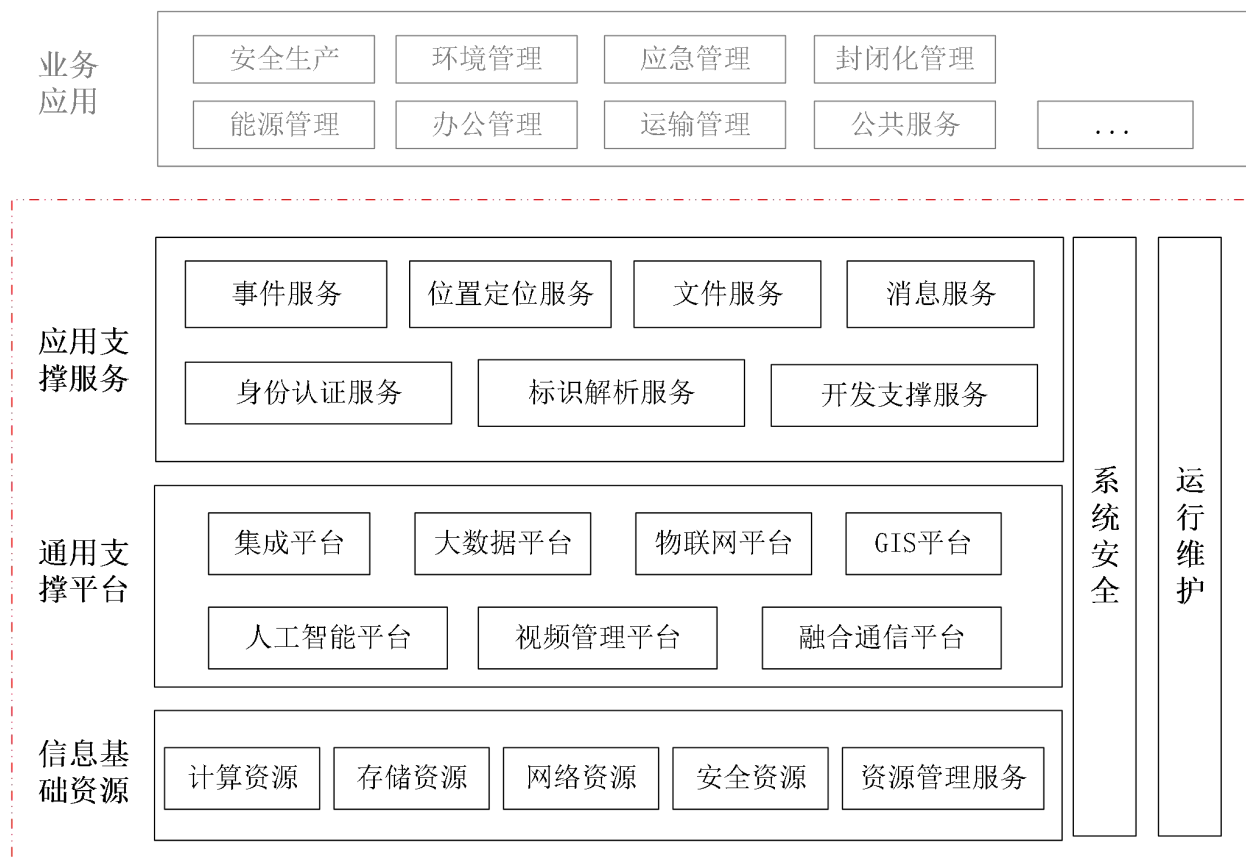 业务
应用
安全生产
环境管理
应急管理
封闭化管理
能源管理
办公管理
运输管理
公共服务
...
应用支
撑服务
事件服务
位置定位服务
文件服务
消息服务
身份认证服务
标识解析服务
开发支撑服务
通用支
撑平台
集成平台
大数据平台
物联网平台
GIS平台
人工智能平台
视频管理平台
融合通信平台
信息基
础资源
计算资源
存储资源
网络资源
安全资源
资源管理服务
系统安全
运行维护